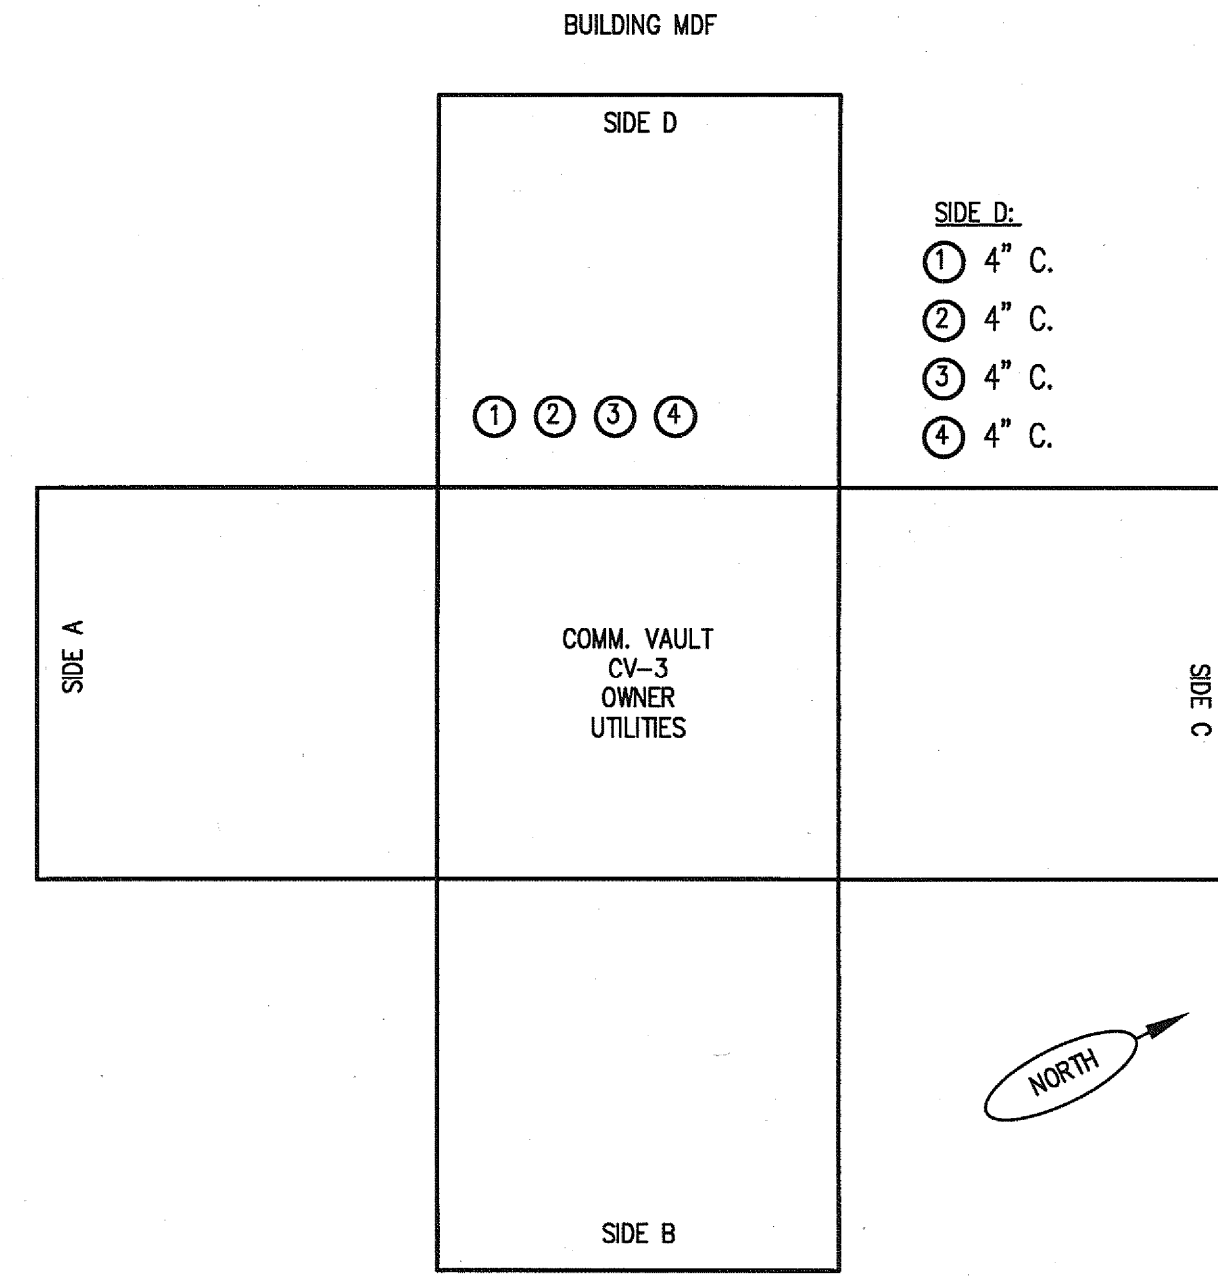 BUILDING MDF
SIDE D
SIDE D:
① 4" C.
② 4" C.
③ 4" C.
④ 4" C.
① ② ③ ④
SIDE A
COMM. VAULT
CV-3
OWNER
UTILITIES
SIDE C
NORTH
SIDE B